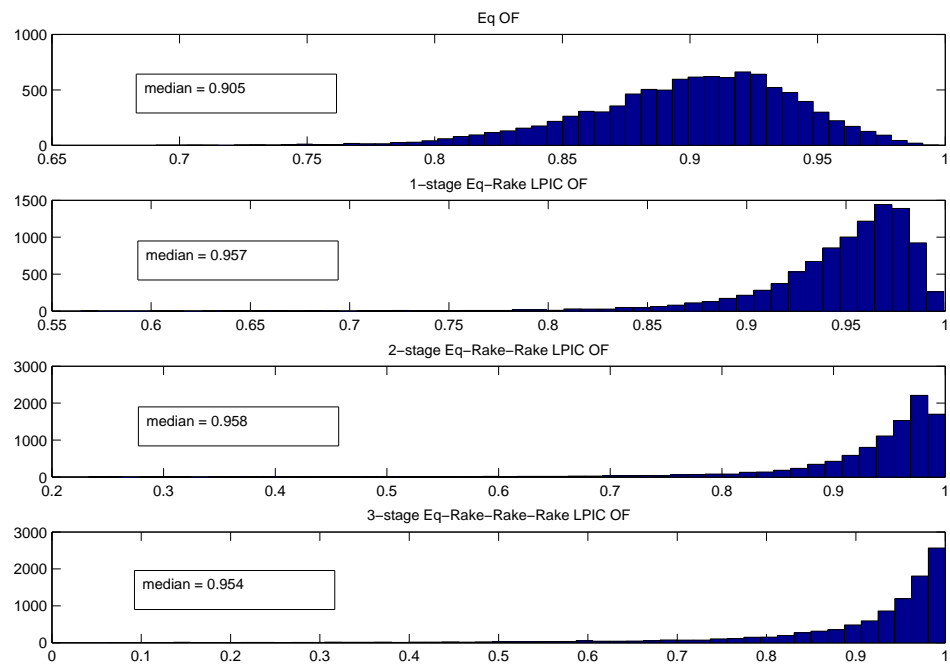 Eq OF
1000
500
0
median = 0.905
0.65 0.7 0.75 0.8 0.85 0.9 0.95 1
1−stage Eq−Rake LPIC OF
1500
1000
500
0
median = 0.957
0.55 0.6 0.65 0.7 0.75 0.8 0.85 0.9 0.95 1
2−stage Eq−Rake−Rake LPIC OF
3000
2000
1000
0
median = 0.958
0.2 0.3 0.4 0.5 0.6 0.7 0.8 0.9 1
3−stage Eq−Rake−Rake−Rake LPIC OF
3000
2000
1000
0
median = 0.954
0 0.1 0.2 0.3 0.4 0.5 0.6 0.7 0.8 0.9 1